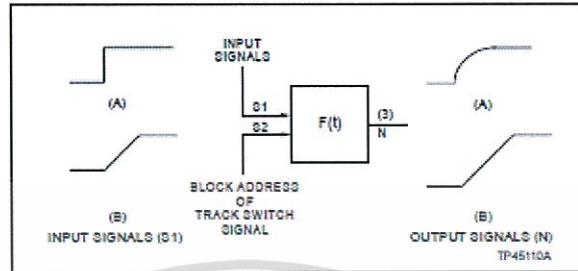 INPUT
SIGNALS
(A)
S1
S2
F(t)
(3)
N
(A)
(B)
INPUT SIGNALS (S1)
BLOCK ADDRESS
OF
TRACK SWITCH
SIGNAL
(B)
OUTPUT SIGNALS (N)
TP45110A